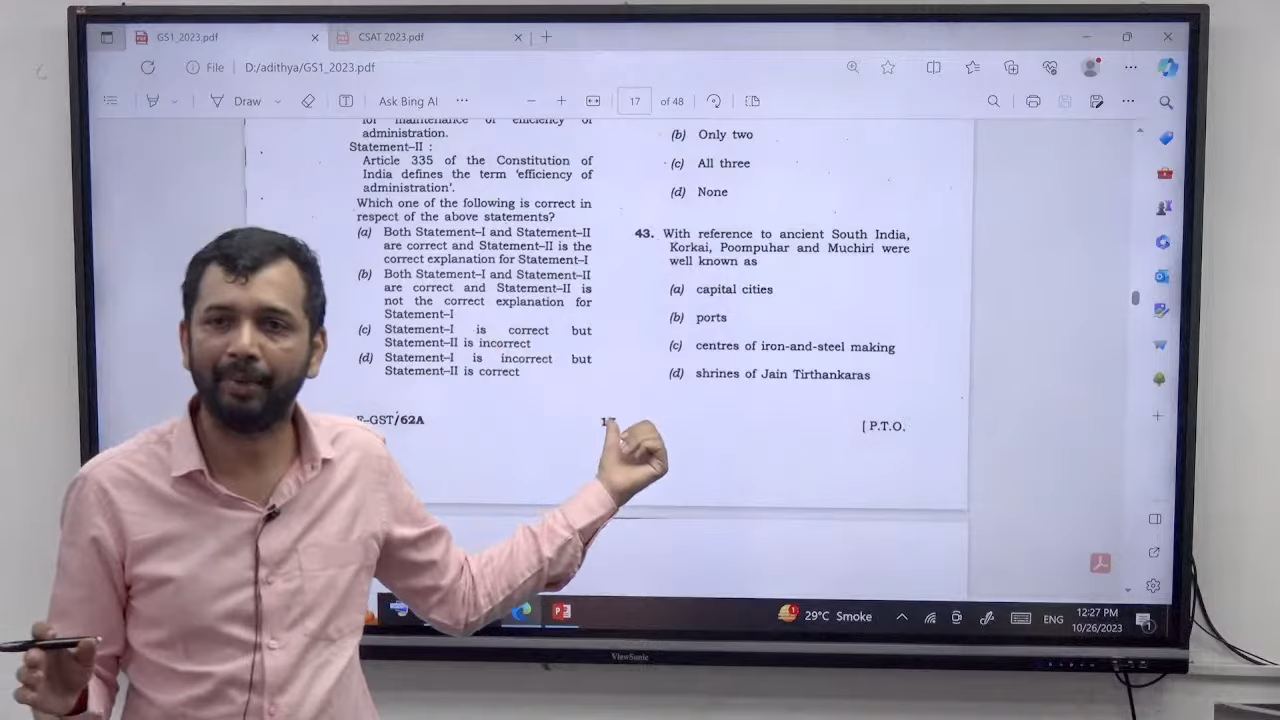 GS1_2023.pdf
CSAT 2023.pdf
File D:/adithya/GS1_2023.pdf
Draw
Ask Bing AI
17 of 48
for maintenance of efficiency of
administration.
Statement-II :
Article 335 of the Constitution of
India defines the term 'efficiency of
administration'.
Which one of the following is correct in
respect of the above statements?
(a) Both Statement-I and Statement-II
are correct and Statement-II is the
correct explanation for Statement-I
(b) Both Statement-I and Statement-II
are correct and Statement-II is
not the correct explanation for
Statement-I
(c) Statement-I is correct but
Statement-II is incorrect
(d) Statement-I is incorrect but
Statement-II is correct
(b) Only two
(c) All three
(d) None
43. With reference to ancient South India,
Korkai, Poompuhar and Muchiri were
well known as
(a) capital cities
(b) ports
(c) centres of iron-and-steel making
(d) shrines of Jain Tirthankaras
-GST/62A
[ P.T.O.
29°C Smoke
ENG
12:27 PM
10/26/2023
1
ViewSonic